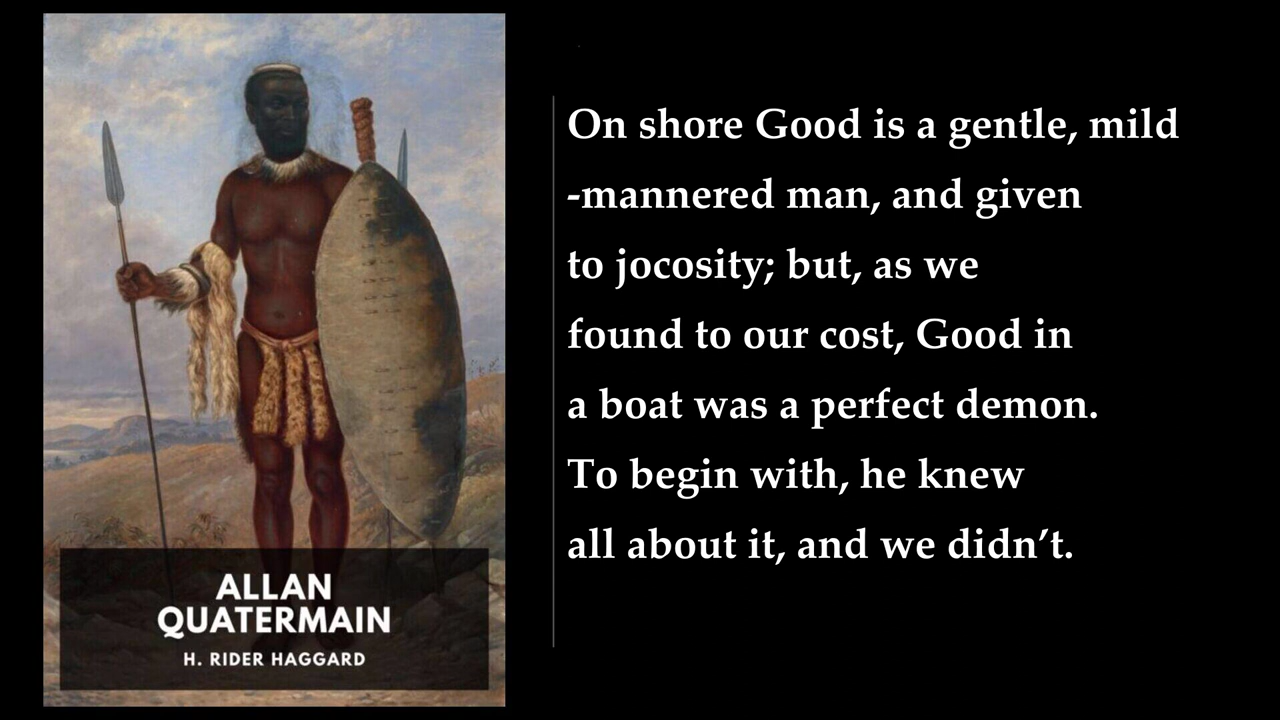 ALLAN
QUATERMAIN
H. RIDER HAGGARD
On shore Good is a gentle, mild
-mannered man, and given
to jocosity; but, as we
found to our cost, Good in
a boat was a perfect demon.
To begin with, he knew
all about it, and we didn’t.